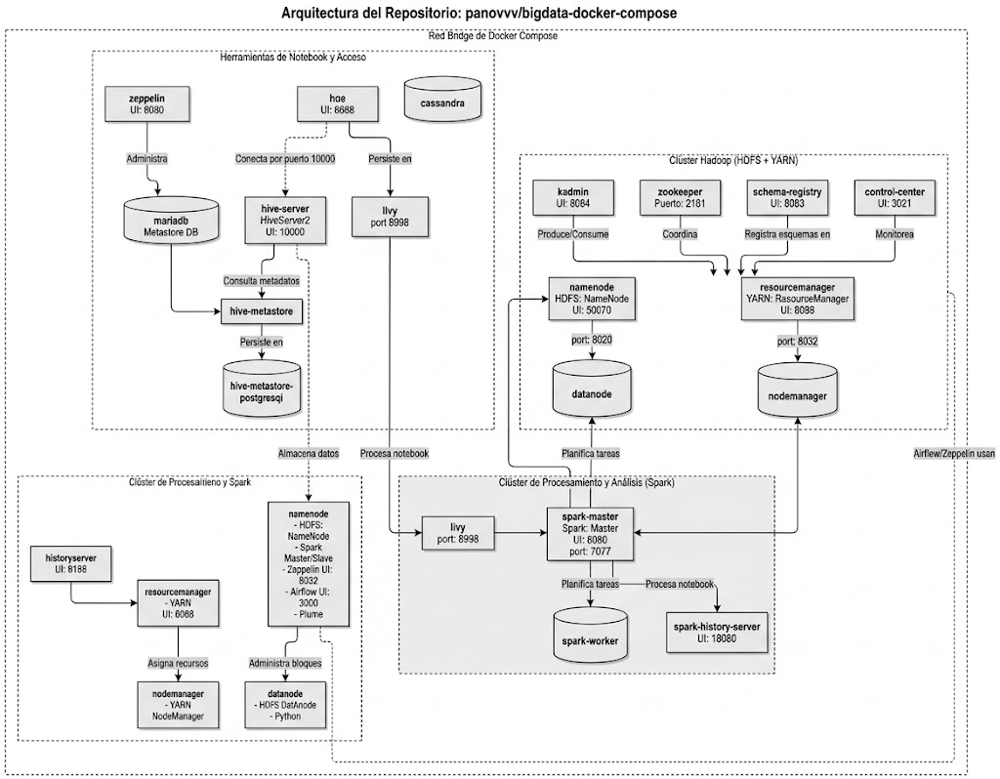 Arquitectura del Repositorio: panovvv/bigdata-docker-compose
Red Bridge de Docker Compose
Herramientas de Notebook y Acceso
zeppelin
UI: 8080
hae
UI: 8688
cassandra
Administra
Conecta por puerto 10000
Persiste en
mariadb
Metastore DB
hive-server
HiveServer2
UI: 10000
llvy
port 8998
Consulta metadatos
hive-metastore
Persiste en
hive-metastore-
postgresqi
Almacena datos
Procesa notebook
Clúster Hadoop (HDFS + YARN)
kadmin
UI: 8084
zookeeper
Puerto: 2181
schema-registry
UI: 8083
control-center
UI: 3021
Produce/Consume
Coordina
Registra esquemas en
Monitorea
namenode
HDFS: NameNode
UI: 50070
resourcemanager
YARN: RasourceManager
UI: 8098
port: 8020
port: 8032
datanode
nodemanager
Planifica tareas
Airflow/Zeppelin usan
Clúster de Procesaitrieno y Spark
historyserver
UI: 8188
resourcemanager
- YARN
UI: 6068
Asigna recursos
nodemanager
- YARN
NodeManager
namenode
- HDFS:
NameNode
- Spark
Master/Slave
- Zeppelin UI:
8032
- Airflow UI:
3000
- Plume
Administra bloques
datanode
- HOFS DatAnode
- Python
Clúster de Procesamiento y Análisis (Spark)
livy
port: 8998
spark-master
Spark: Master
UI: 8080
port: 7077
Planifica tareas
Procesa notebook
spark-worker
spark-history-server
UI: 18080